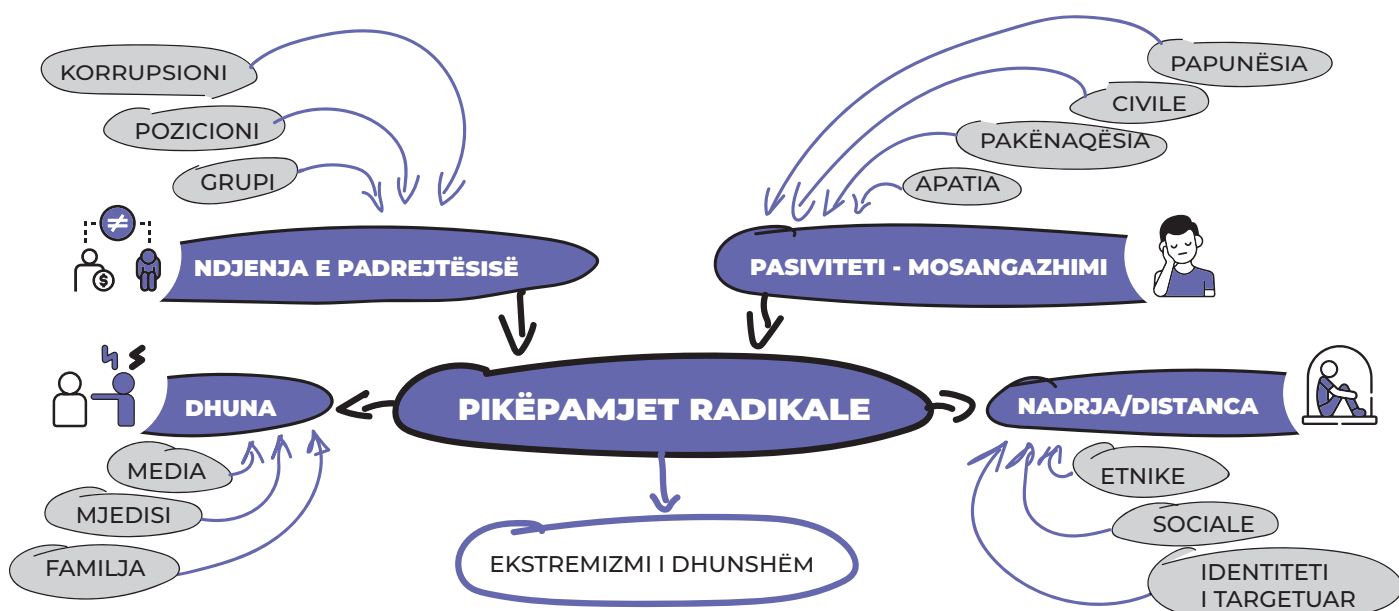 KORRUPSIONI
POZICIONI
GRUPI
PAPUNËSIA
CIVILE
PAKËNAQËSIA
APATIA
≠
$
NDJENJA E PADREJTËSISË
PASIVITETI - MOSANGAZHIMI
DHUNA
PIKËPAMJET RADIKALE
NADRJA/DISTANCA
MEDIA
MJEDISI
FAMILJA
ETNIKE
SOCIALE
IDENTITETI
I TARGETUAR
EKSTREMIZMI I DHUNSHËM